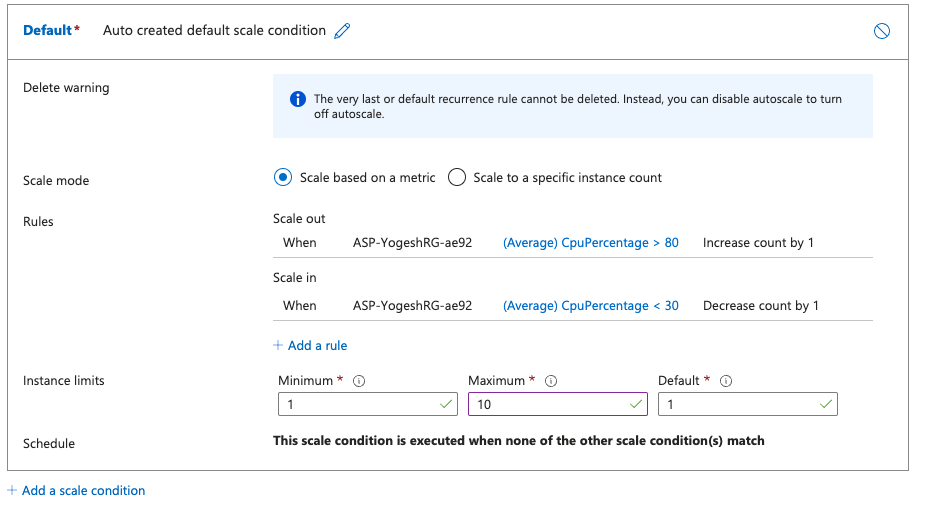 Default* Auto created default scale condition
Delete warning
The very last or default recurrence rule cannot be deleted. Instead, you can disable autoscale to turn
off autoscale.
Scale mode
Scale based on a metric Scale to a specific instance count
Rules
Scale out
When ASP-YogeshRG-ae92 (Average) CpuPercentage > 80 Increase count by 1
Scale in
When ASP-YogeshRG-ae92 (Average) CpuPercentage < 30 Decrease count by 1
+ Add a rule
Instance limits
Minimum * Maximum * Default *
1 10 1
Schedule
This scale condition is executed when none of the other scale condition(s) match
+ Add a scale condition